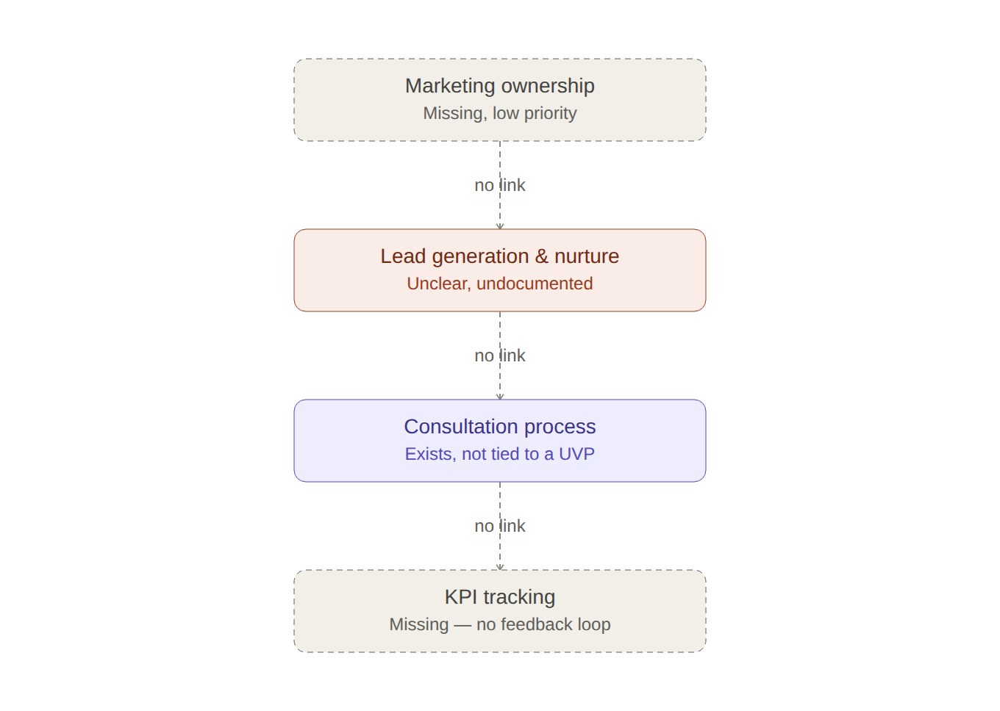 Marketing ownership
Missing, low priority
no link
Lead generation & nurture
Unclear, undocumented
no link
Consultation process
Exists, not tied to a UVP
no link
KPI tracking
Missing — no feedback loop